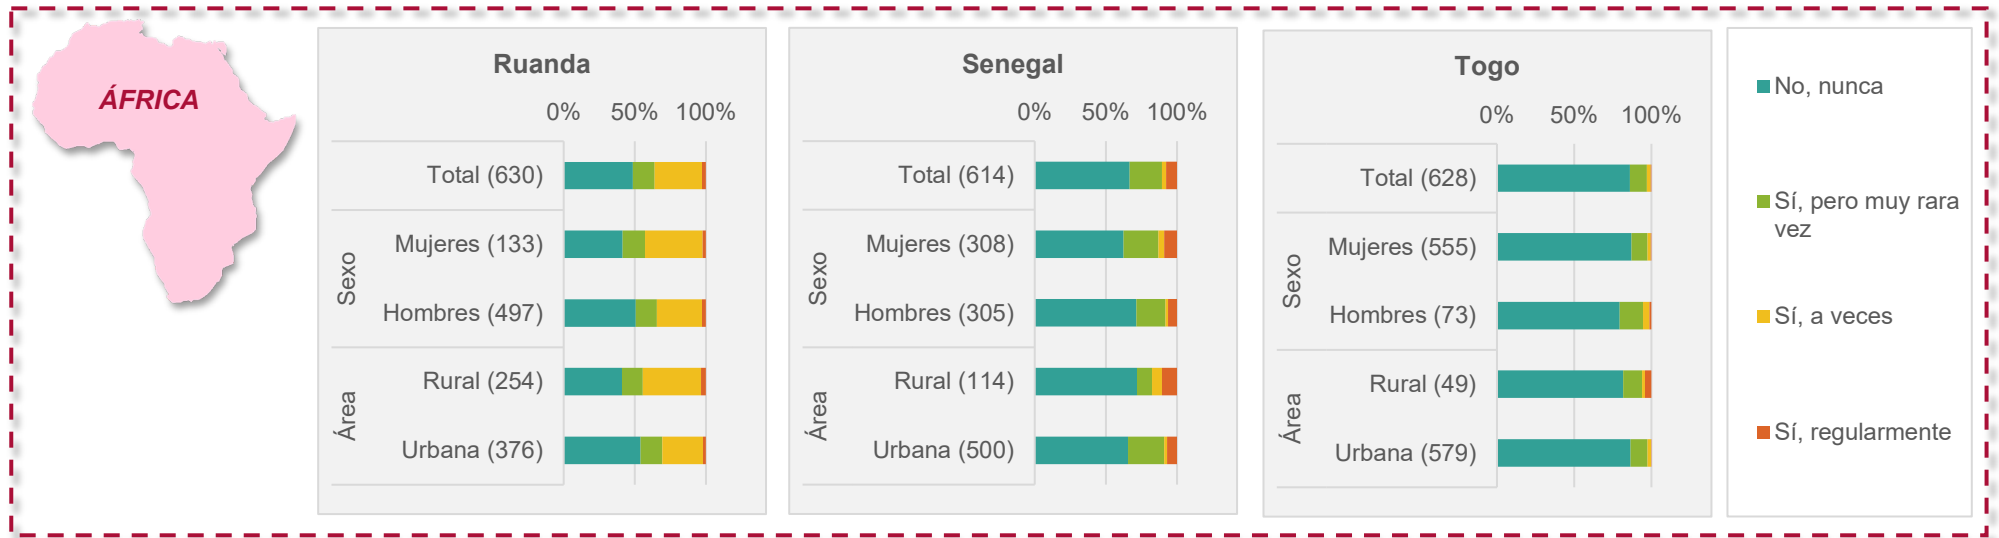 ÁFRICA
Ruanda
0% 50% 100%
Total (630)
Sexo
Mujeres (133)
Hombres (497)
Área
Rural (254)
Urbana (376)
Senegal
0% 50% 100%
Total (614)
Sexo
Mujeres (308)
Hombres (305)
Área
Rural (114)
Urbana (500)
Togo
0% 50% 100%
Total (628)
Sexo
Mujeres (555)
Hombres (73)
Área
Rural (49)
Urbana (579)
No, nunca
Sí, pero muy rara
vez
Sí, a veces
Sí, regularmente